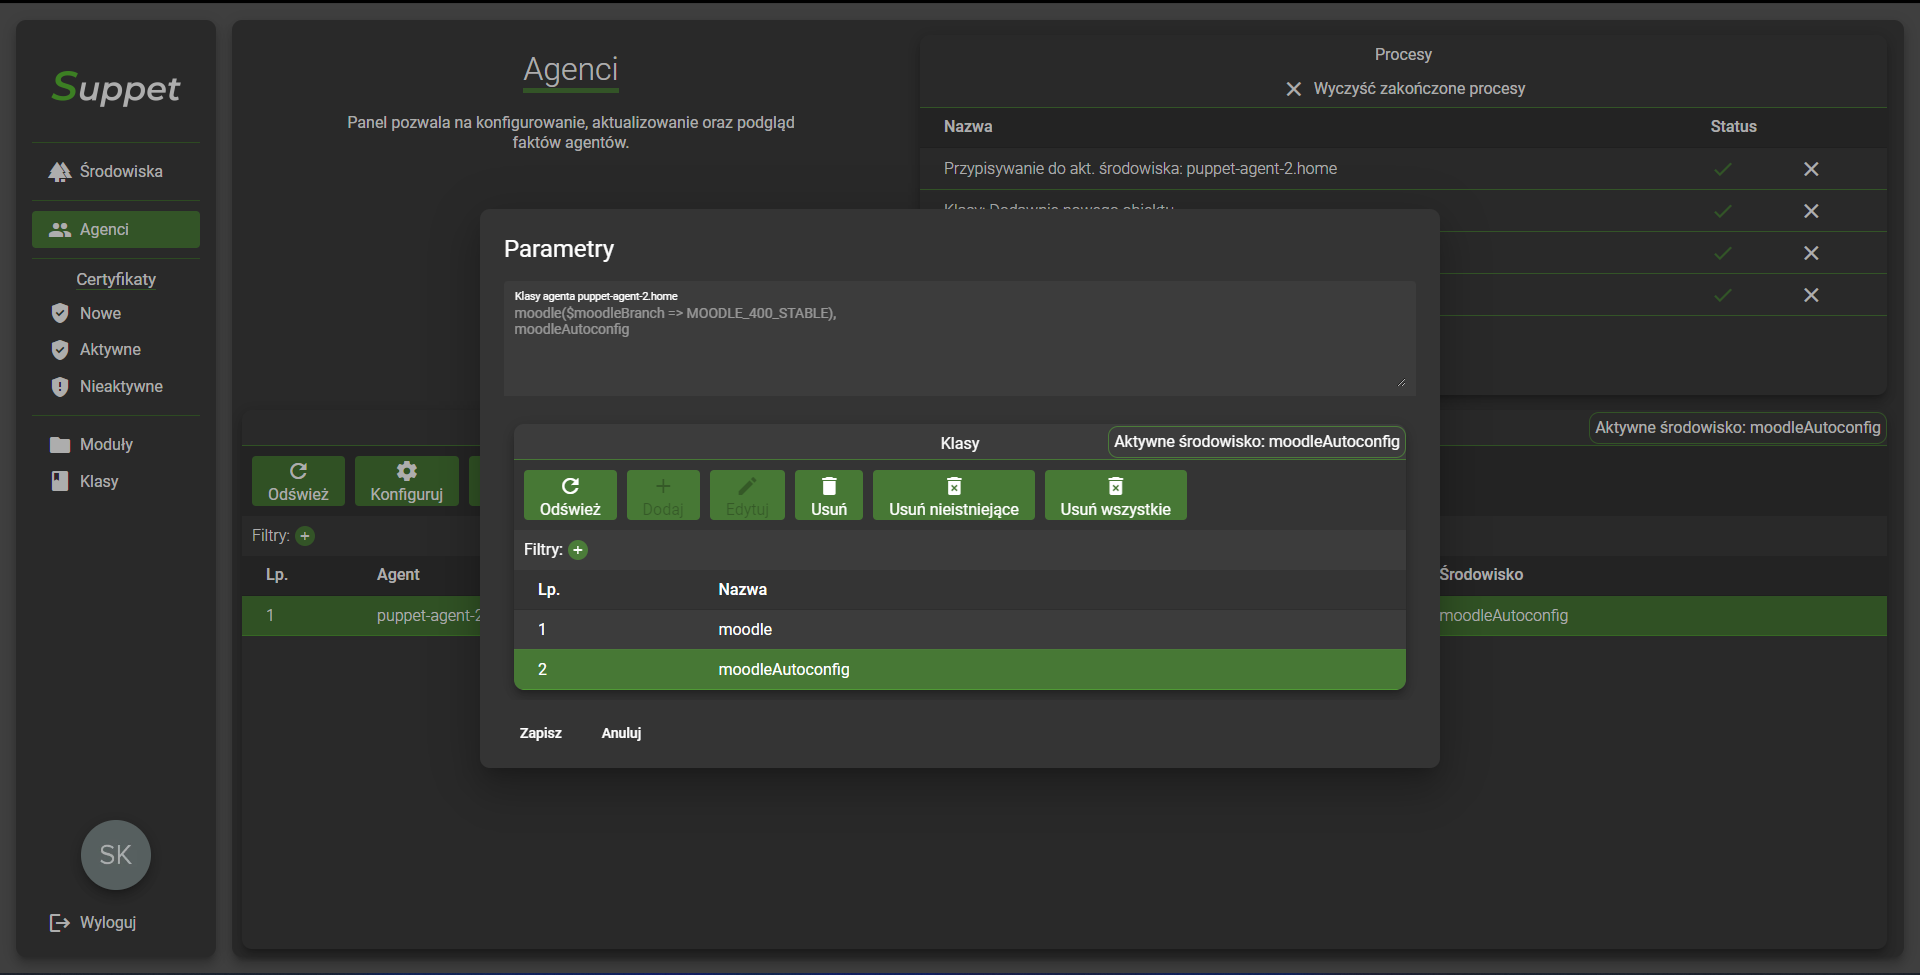 Suppet
Środowiska
Agenci
Certyfikaty
Nowe
Aktywne
Nieaktywne
Moduły
Klasy
SK
Wyloguj
Agenci
Panel pozwala na konfigurowanie, aktualizowanie oraz podgląd
faktów agentów.
Procesy
Wyczyść zakończone procesy
Nazwa Status
Przypisywanie do akt. środowiska: puppet-agent-2.home
Aktywne środowisko: moodleAutoconfig
Odśwież Konfiguruj
Filtry:
Lp. Agent Środowisko
1 puppet-agent-2 moodleAutoconfig
Parametry
Klasy agenta puppet-agent-2.home
moodle($moodleBranch => MOODLE_400_STABLE),
moodleAutoconfig
Klasy
Aktywne środowisko: moodleAutoconfig
Odśwież Dodaj Edytuj Usuń Usuń nieistniejące Usuń wszystkie
Filtry:
Lp. Nazwa
1 moodle
2 moodleAutoconfig
Zapisz Anuluj